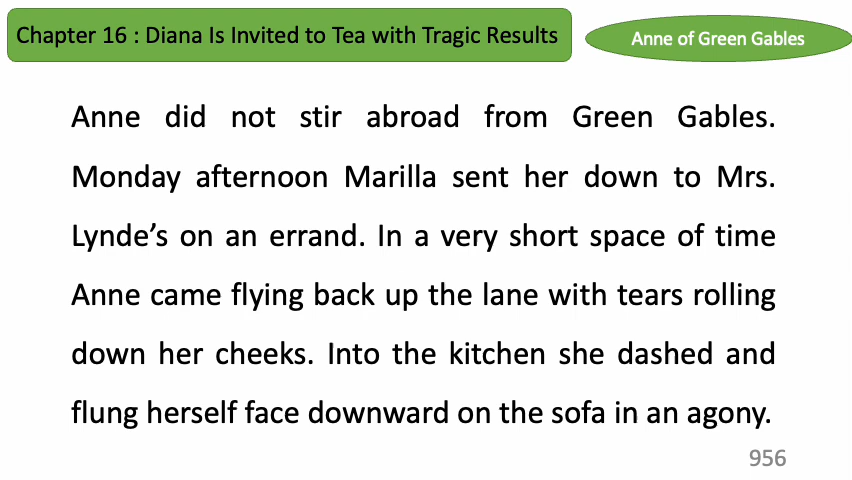 Chapter 16 : Diana Is Invited to Tea with Tragic Results
Anne of Green Gables
Anne did not stir abroad from Green Gables.
Monday afternoon Marilla sent her down to Mrs.
Lynde’s on an errand. In a very short space of time
Anne came flying back up the lane with tears rolling
down her cheeks. Into the kitchen she dashed and
flung herself face downward on the sofa in an agony.
956